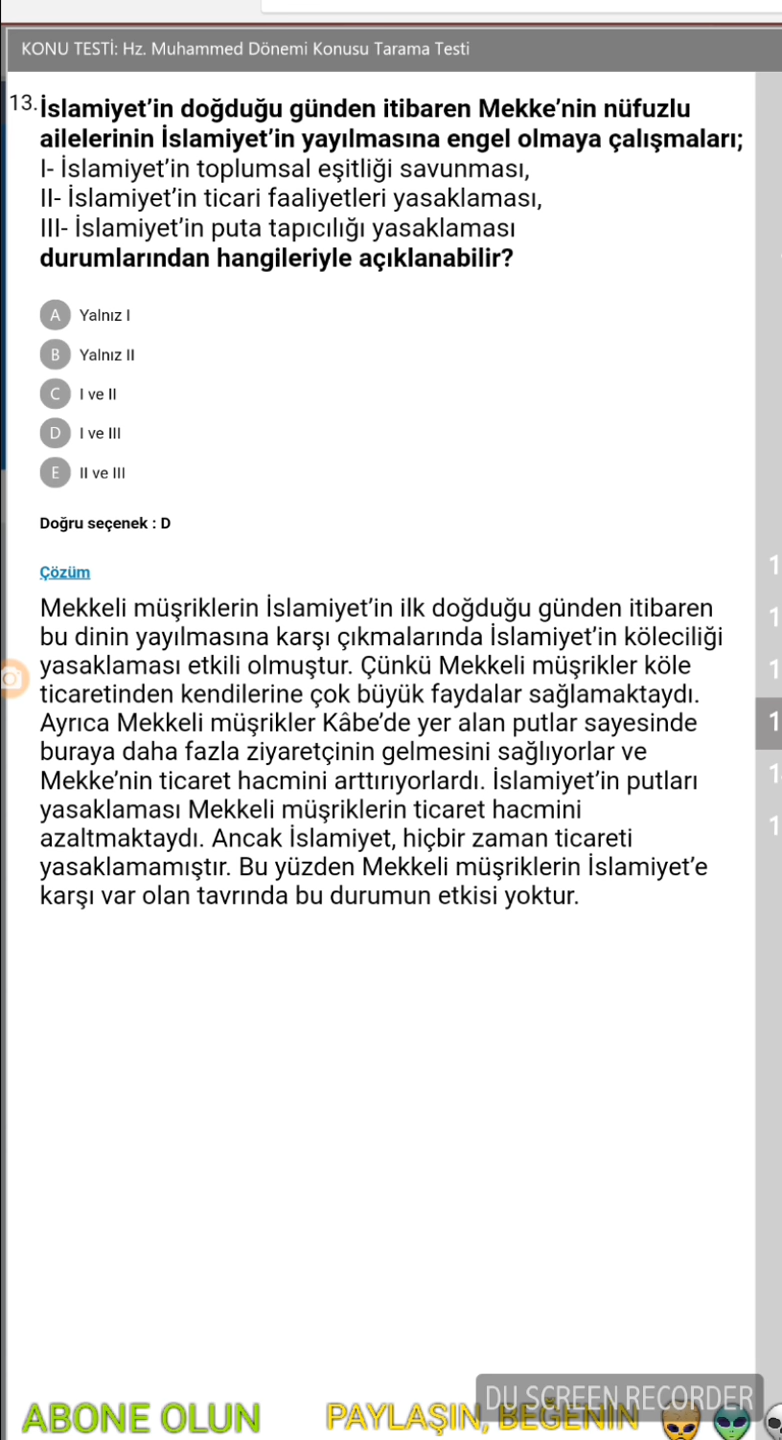 KONU TESTİ: Hz. Muhammed Dönemi Konusu Tarama Testi
13. İslamiyet’in doğduğu günden itibaren Mekke’nin nüfuzlu
ailelerinin İslamiyet’in yayılmasına engel olmaya çalışmaları;
I- İslamiyet’in toplumsal eşitliği savunması,
II- İslamiyet’in ticari faaliyetleri yasaklaması,
III- İslamiyet’in puta tapıcılığı yasaklaması
durumlarından hangileriyle açıklanabilir?
A Yalnız I
B Yalnız II
C I ve II
D I ve III
E II ve III
Doğru seçenek : D
Çözüm
Mekkeli müşriklerin İslamiyet’in ilk doğduğu günden itibaren
bu dinin yayılmasına karşı çıkmalarında İslamiyet’in köleciliği
yasaklaması etkili olmuştur. Çünkü Mekkeli müşrikler köle
ticaretinden kendilerine çok büyük faydalar sağlamaktaydı.
Ayrıca Mekkeli müşrikler Kâbe’de yer alan putlar sayesinde
buraya daha fazla ziyaretçinin gelmesini sağlıyorlar ve
Mekke’nin ticaret hacmini arttırıyorlardı. İslamiyet’in putları
yasaklaması Mekkeli müşriklerin ticaret hacmini
azaltmaktaydı. Ancak İslamiyet, hiçbir zaman ticareti
yasaklamamıştır. Bu yüzden Mekkeli müşriklerin İslamiyet’e
karşı var olan tavrında bu durumun etkisi yoktur.
1
1
1
1
1
1
DU SCREEN RECORDER
ABONE OLUN PAYLAŞIN, BEĞENİN